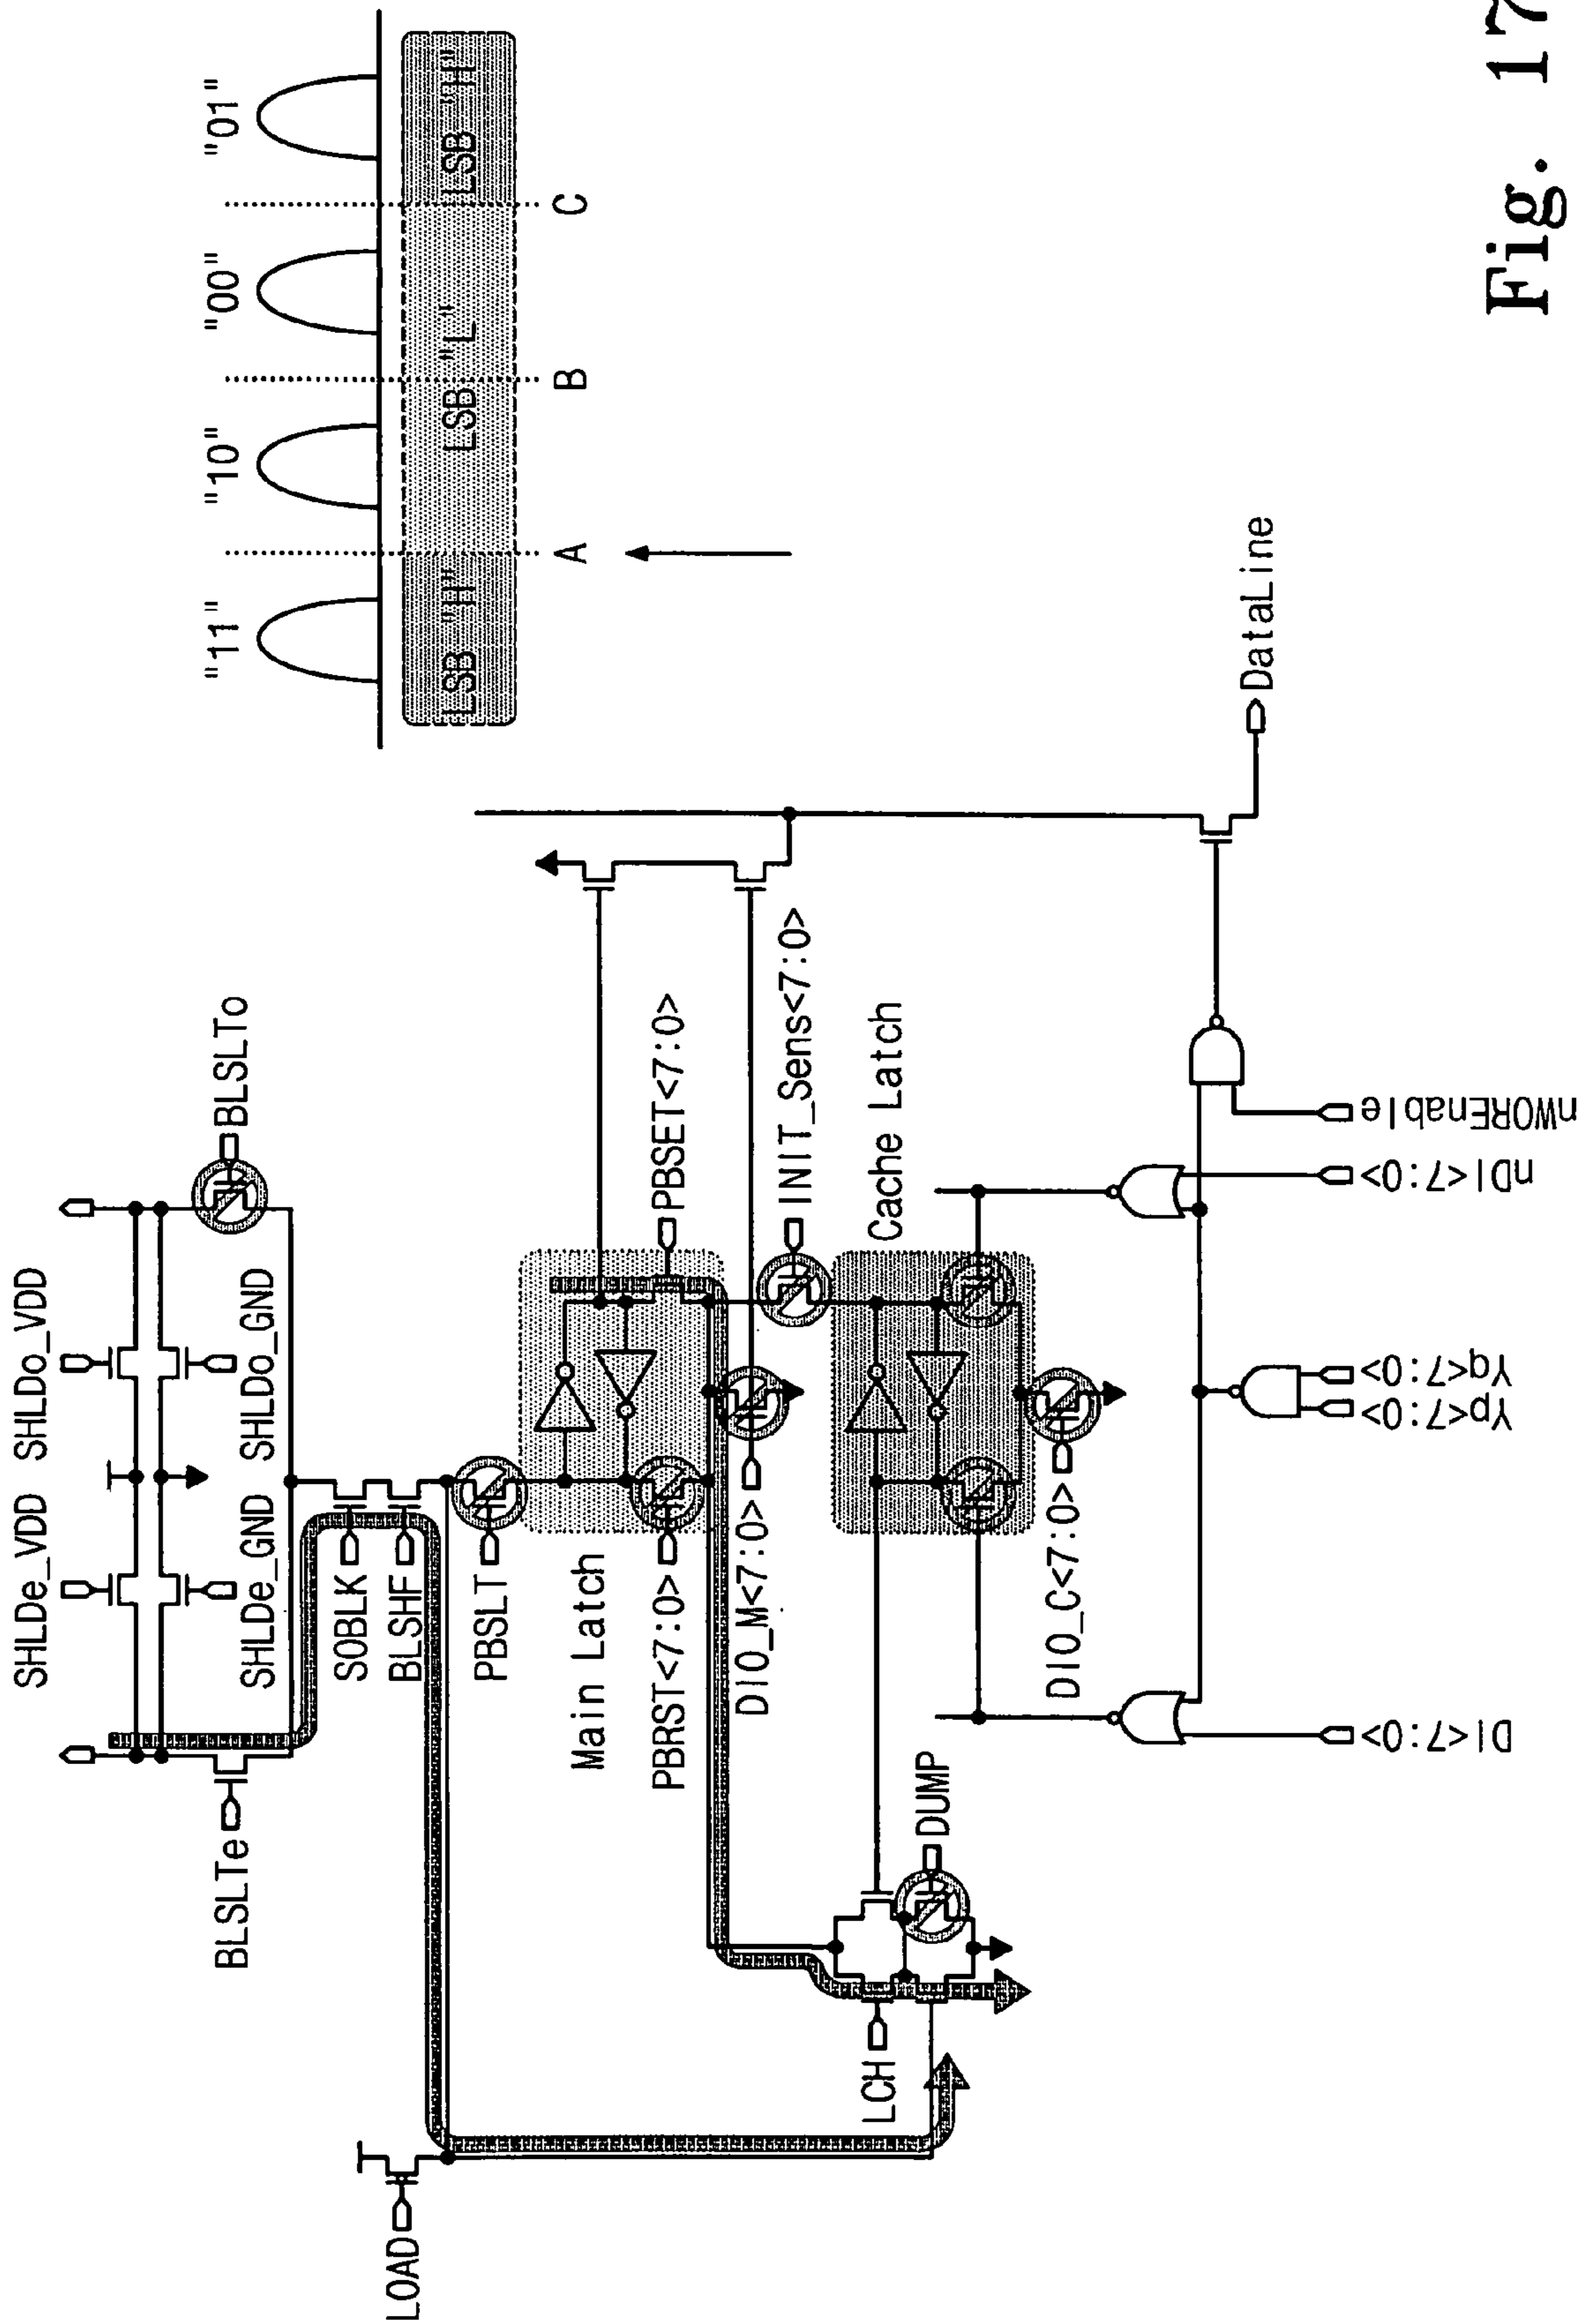 "11" "10" "00" "01"
LSB "H" LSB "L" LSB "H"
A B C
SHLDe_VDD SHLDo_VDD
SHLDe_GND SHLDo_GND
BLSLTe
BLSLTo
SOBLK
BLSHF
LOAD
PBSLT
Main Latch
PBRST<7:0>
PBSET<7:0>
DIO_M<7:0>
INIT_Sens<7:0>
Cache Latch
LCH
DUMP
DIO_C<7:0>
DI<7:0>
Yp<7:0>
Yq<7:0>
nDI<7:0>
nWOREnable
DataLine
Fig. 17